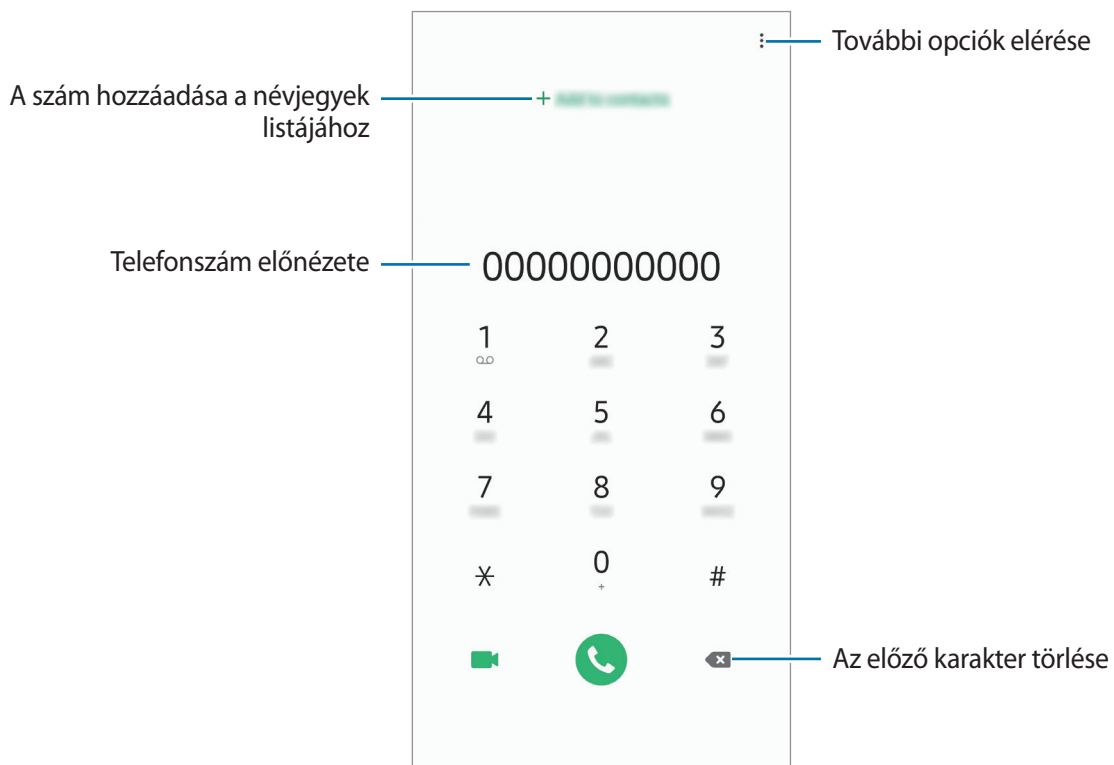 További opciók elérése
A szám hozzáadása a névjegyek
listájához
+
Telefonszám előnézete
00000000000
1 2 3
4 5 6
7 8 9
* 0 #
+
Az előző karakter törlése